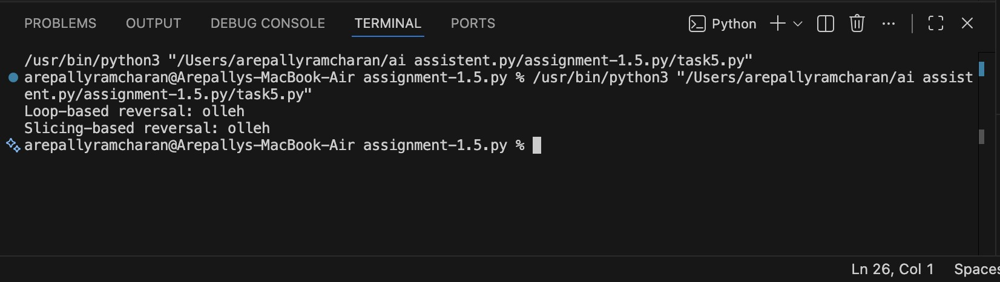 PROBLEMS OUTPUT DEBUG CONSOLE TERMINAL PORTS Python
/usr/bin/python3 "/Users/arepallyramcharan/ai assistent.py/assignment-1.5.py/task5.py"
arepallyramcharan@Arepallys-MacBook-Air assignment-1.5.py % /usr/bin/python3 "/Users/arepallyramcharan/ai assist
ent.py/assignment-1.5.py/task5.py"
Loop-based reversal: olleh
Slicing-based reversal: olleh
arepallyramcharan@Arepallys-MacBook-Air assignment-1.5.py %
Ln 26, Col 1 Spaces